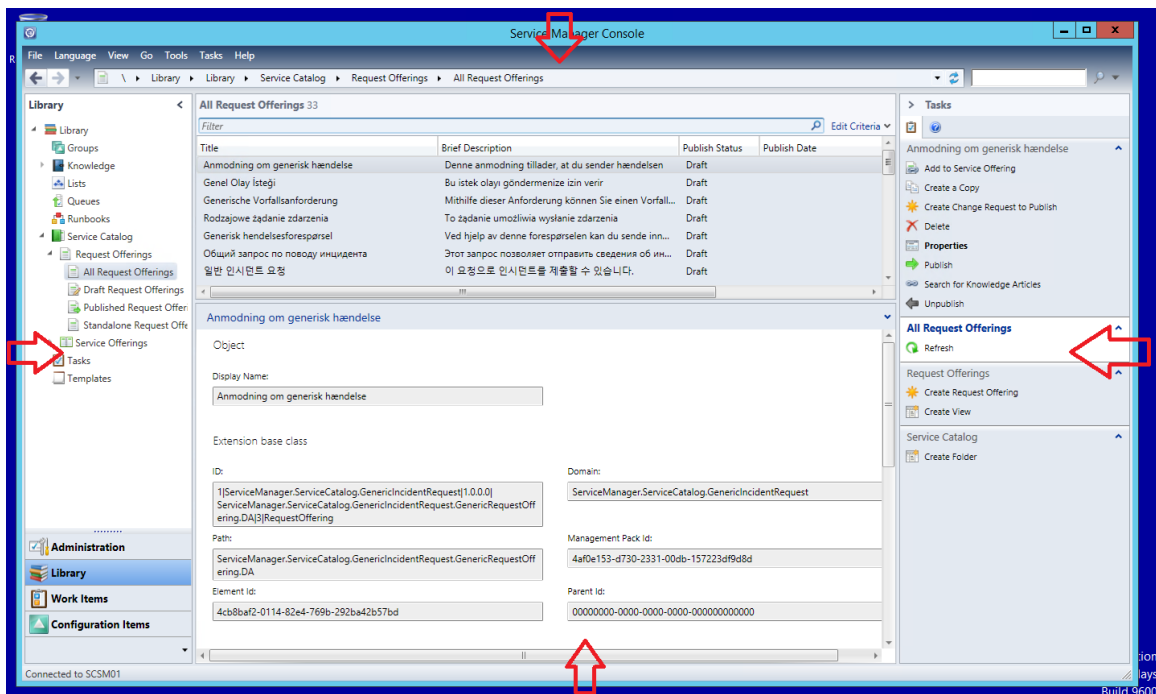 Service Manager Console
R
File Language View Go Tools Tasks Help
\ Library Library Service Catalog Request Offerings All Request Offerings
Library
Library
Groups
Knowledge
Lists
Queues
Runbooks
Service Catalog
Request Offerings
All Request Offerings
Draft Request Offerings
Published Request Offer
Standalone Request Offe
Service Offerings
Tasks
Templates
Administration
Library
Work Items
Configuration Items
All Request Offerings 33
Filter
Edit Criteria
Title Brief Description Publish Status Publish Date
Anmodning om generisk hændelse Denne anmodning tillader, at du sender hændelsen Draft
Genel Olay İsteği Bu istek olayı göndermenize izin verir Draft
Generische Vorfallsanforderung Mithilfe dieser Anforderung können Sie einen Vorfall... Draft
Rodzajowe żądanie zdarzenia To żądanie umożliwia wysłanie zdarzenia Draft
Generisk hendelsesforespørsel Ved hjelp av denne forespørselen kan du sende inn... Draft
Общий запрос по поводу инцидента Этот запрос позволяет отправить сведения об ин... Draft
일반 인시던트 요청 이 요청으로 인시던트를 제출할 수 있습니다. Draft
Anmodning om generisk hændelse
Object
Display Name:
Anmodning om generisk hændelse
Extension base class
ID:
1|ServiceManager.ServiceCatalog.GenericIncidentRequest|1.0.0.0|
ServiceManager.ServiceCatalog.GenericIncidentRequest.GenericRequestOff
ering.DA|3|RequestOffering
Domain:
ServiceManager.ServiceCatalog.GenericIncidentRequest
Path:
ServiceManager.ServiceCatalog.GenericIncidentRequest.GenericRequestOff
ering.DA
Management Pack Id:
4af0e153-d730-2331-00db-157223df9d8d
Element Id:
4cb8baf2-0114-82e4-769b-292ba42b57bd
Parent Id:
00000000-0000-0000-0000-000000000000
Tasks
Anmodning om generisk hændelse
Add to Service Offering
Create a Copy
Create Change Request to Publish
Delete
Properties
Publish
Search for Knowledge Articles
Unpublish
All Request Offerings
Refresh
Request Offerings
Create Request Offering
Create View
Service Catalog
Create Folder
Connected to SCSM01
tion
lays
Build 9600